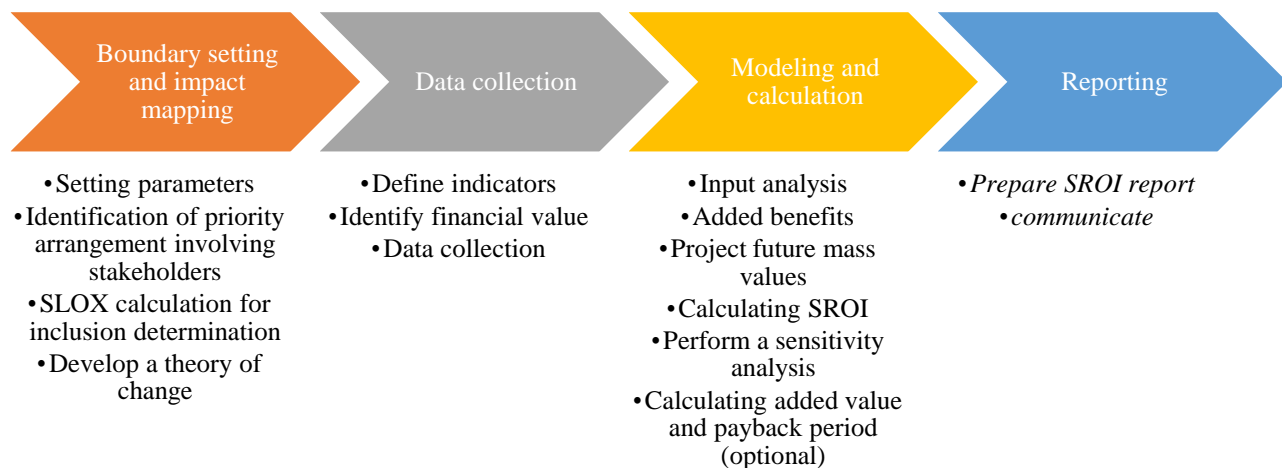 Boundary setting
and impact
mapping
Data collection
Modeling and
calculation
Reporting
•Setting parameters
•Identification of priority
arrangement involving
stakeholders
•SLOX calculation for
inclusion determination
•Develop a theory of
change
•Define indicators
•Identify financial value
•Data collection
•Input analysis
•Added benefits
•Project future mass
values
•Calculating SROI
•Perform a sensitivity
analysis
•Calculating added value
and payback period
(optional)
•Prepare SROI report
•communicate